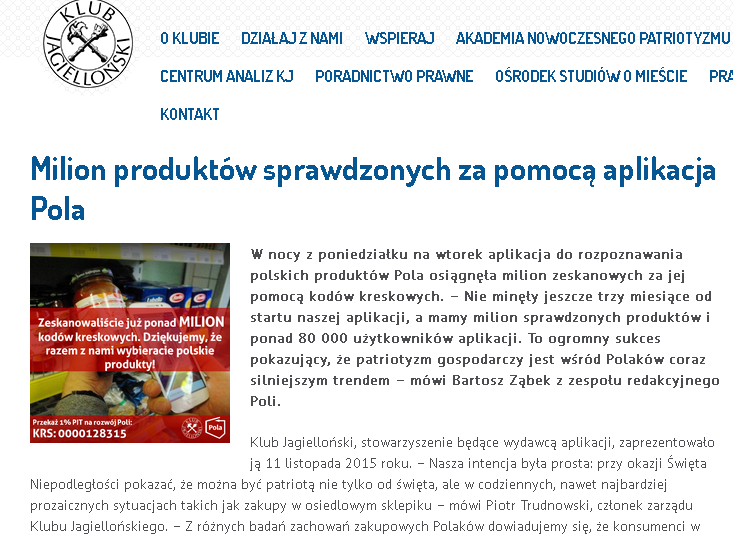 KLUB
JAGIELLOŃSKI
O KLUBIE DZIAŁAJ Z NAMI WSPIERAJ AKADEMIA NOWOCZESNEGO PATRIOTYZMU
CENTRUM ANALIZ KJ PORADNICTWO PRAWNE OŚRODEK STUDIÓW O MIEŚCIE PRA
KONTAKT
Milion produktów sprawdzonych za pomocą aplikacja
Pola
Zeskanowaliście już ponad MILION
kodów kreskowych. Dziękujemy, że
razem z nami wybieracie polskie
produkty!
Przekaż 1% PIT na rozwój Poli:
KRS: 0000128315
Pola
W nocy z poniedziałku na wtorek aplikacja do rozpoznawania
polskich produktów Pola osiągnęła milion zeskanowych za jej
pomocą kodów kreskowych. – Nie minęły jeszcze trzy miesiące od
startu naszej aplikacji, a mamy milion sprawdzonych produktów i
ponad 80 000 użytkowników aplikacji. To ogromny sukces
pokazujący, że patriotyzm gospodarczy jest wśród Polaków coraz
silniejszym trendem – mówi Bartosz Ząbek z zespołu redakcyjnego
Poli.
Klub Jagielloński, stowarzyszenie będące wydawcą aplikacji, zaprezentowało
ją 11 listopada 2015 roku. – Nasza intencja była prosta: przy okazji Święta
Niepodległości pokazać, że można być patriotą nie tylko od święta, ale w codziennych, nawet najbardziej
prozaicznych sytuacjach takich jak zakupy w osiedlowym sklepiku – mówi Piotr Trudnowski, członek zarządu
Klubu Jagiellońskiego. – Z różnych badań zachowań zakupowych Polaków dowiadujemy się, że konsumenci w